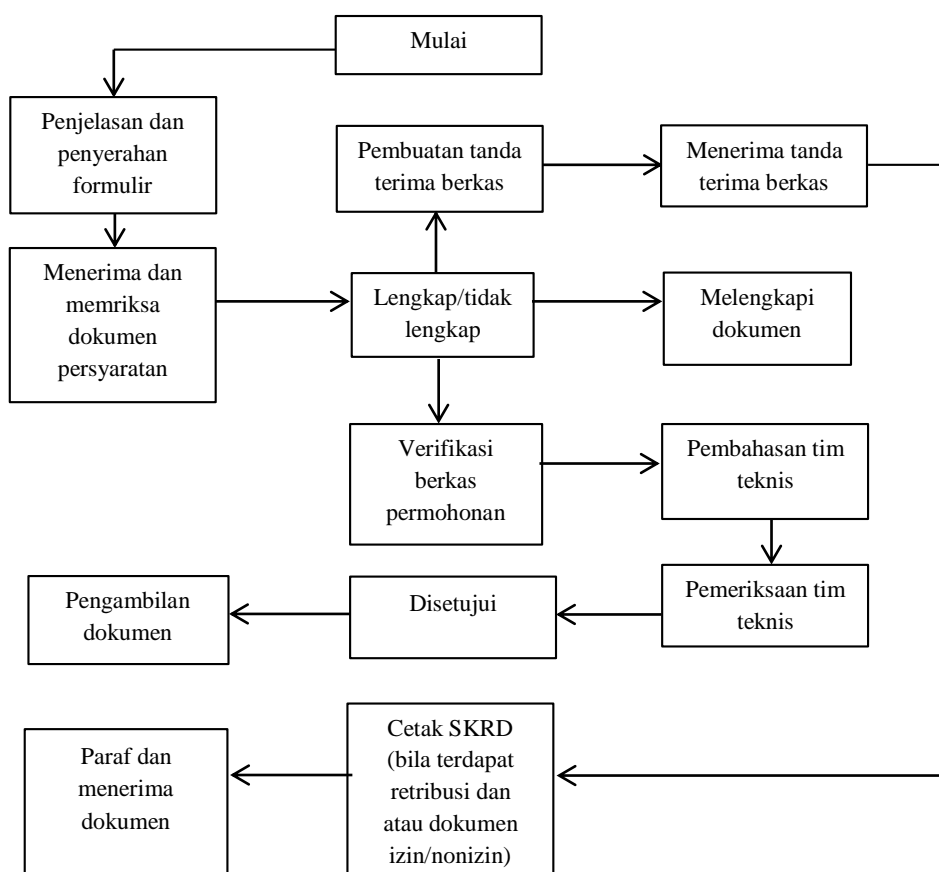 Mulai
Penjelasan dan
penyerahan
formulir
Pembuatan tanda
terima berkas
Menerima tanda
terima berkas
Menerima dan
memriksa
dokumen
persyaratan
Lengkap/tidak
lengkap
Melengkapi
dokumen
Verifikasi
berkas
permohonan
Pembahasan tim
teknis
Pengambilan
dokumen
Disetujui
Pemeriksaan tim
teknis
Paraf dan
menerima
dokumen
Cetak SKRD
(bila terdapat
retribusi dan
atau dokumen
izin/nonizin)